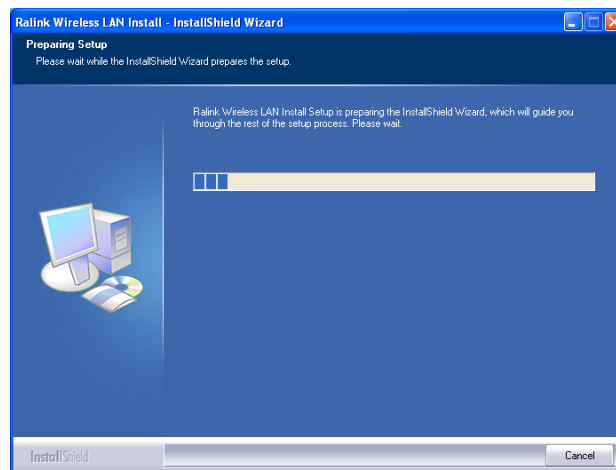 Ralink Wireless LAN Install - InstallShield Wizard
Preparing Setup
Please wait while the InstallShield Wizard prepares the setup.
Ralink Wireless LAN Install Setup is preparing the InstallShield Wizard, which will guide you
through the rest of the setup process. Please wait.
InstallShield
Cancel